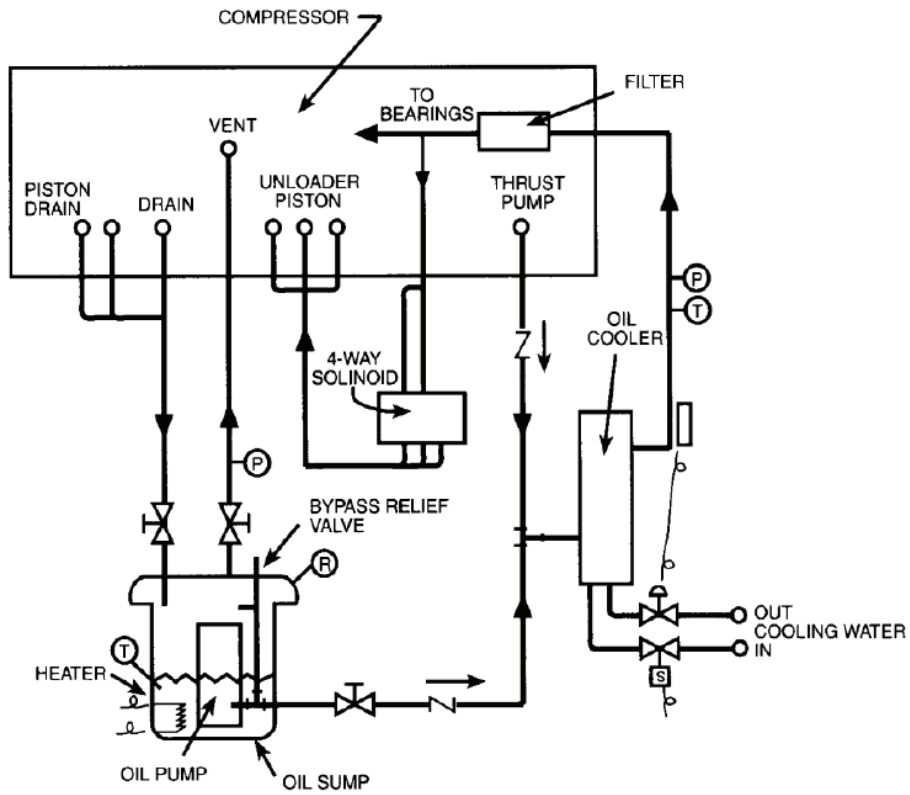 COMPRESSOR
FILTER
TO
BEARINGS
VENT
PISTON
DRAIN
DRAIN
UNLOADER
PISTON
THRUST
PUMP
P
T
OIL
COOLER
4-WAY
SOLINOID
P
BYPASS RELIEF
VALVE
R
OUT
COOLING WATER
IN
T
HEATER
S
OIL PUMP
OIL SUMP